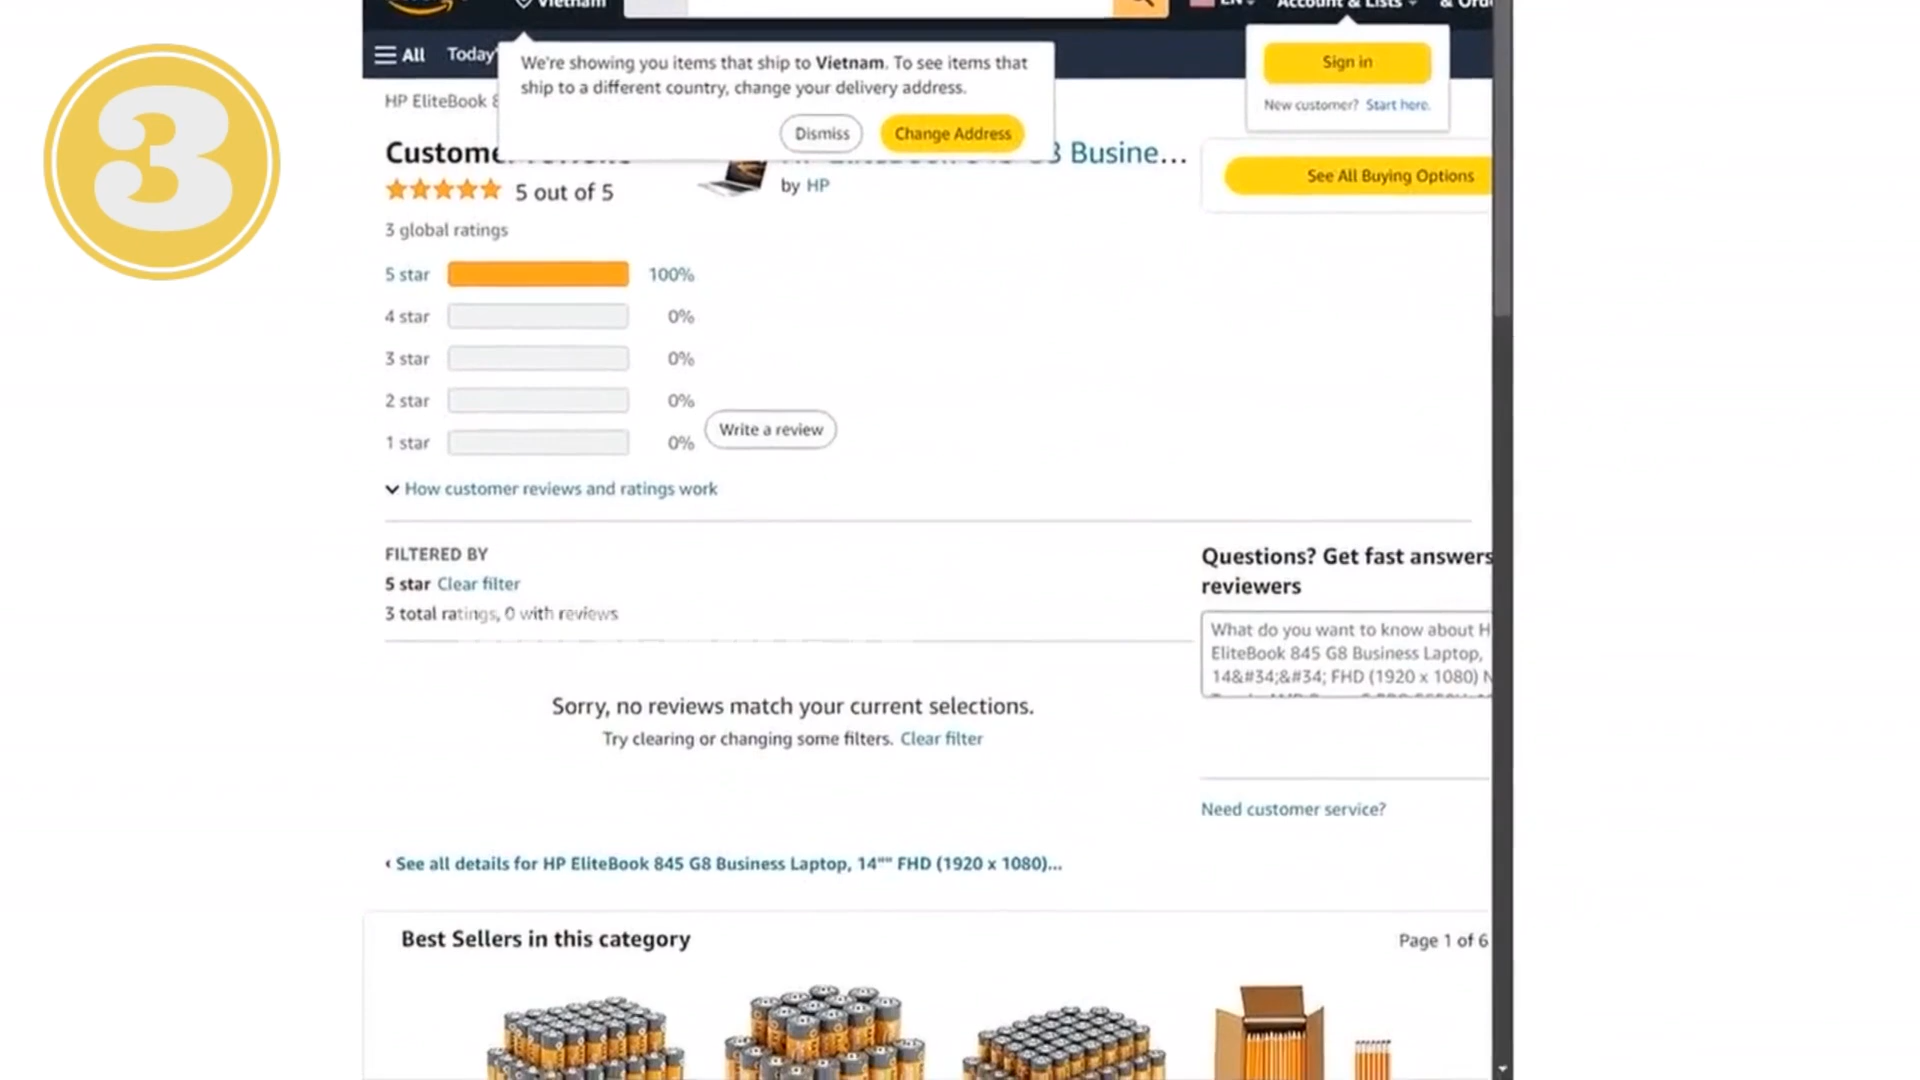 Vietnam
EN
Account & Lists
3
All Today'
We're showing you items that ship to Vietnam. To see items that
ship to a different country, change your delivery address.
Dismiss
Change Address
Sign in
New customer? Start here.
HP EliteBook
Busine...
by HP
See All Buying Options
5 out of 5
3 global ratings
5 star 100%
4 star 0%
3 star 0%
2 star 0%
1 star 0%
Write a review
How customer reviews and ratings work
FILTERED BY
5 star Clear filter
3 total ratings, 0 with reviews
Questions? Get fast answers
reviewers
What do you want to know about H
EliteBook 845 G8 Business Laptop,
14&#34;&#34; FHD (1920 x 1080) N
Sorry, no reviews match your current selections.
Try clearing or changing some filters. Clear filter
Need customer service?
‹ See all details for HP EliteBook 845 G8 Business Laptop, 14"" FHD (1920 x 1080)...
Best Sellers in this category
Page 1 of 6